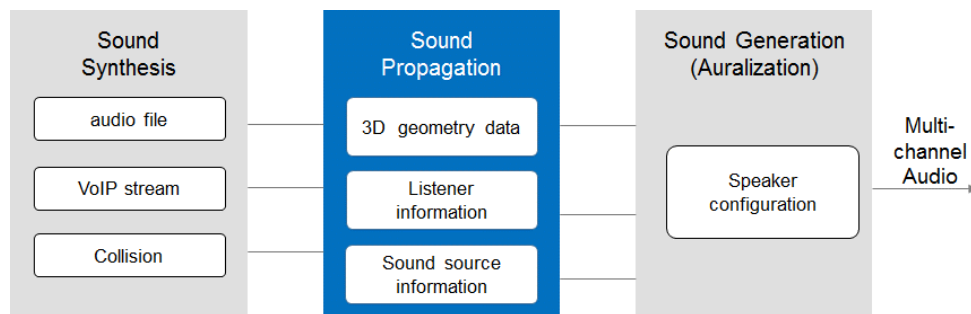 Sound
Synthesis
audio file
VoIP stream
Collision
Sound
Propagation
3D geometry data
Listener
information
Sound source
information
Sound Generation
(Auralization)
Speaker
configuration
Multi-
channel
Audio